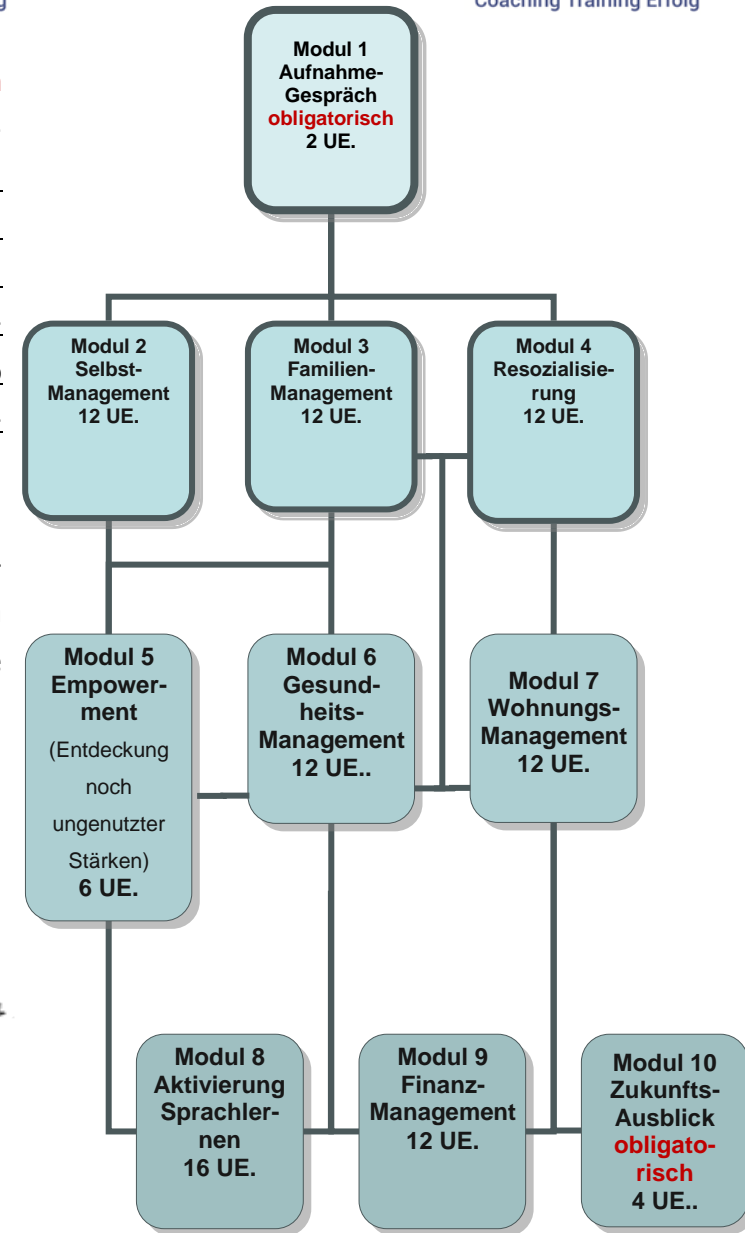 Coaching Training Erfolg
Modul 1
Aufnahme-
Gespräch
obligatorisch
2 UE.
Modul 2
Selbst-
Management
12 UE.
Modul 3
Familien-
Management
12 UE.
Modul 4
Resozialisie-
rung
12 UE.
Modul 5
Empower-
ment
(Entdeckung
noch
ungenutzter
Stärken)
6 UE.
Modul 6
Gesund-
heits-
Management
12 UE..
Modul 7
Wohnungs-
Management
12 UE.
Modul 8
Aktivierung
Sprachler-
nen
16 UE.
Modul 9
Finanz-
Management
12 UE.
Modul 10
Zukunfts-
Ausblick
obligato-
risch
4 UE..